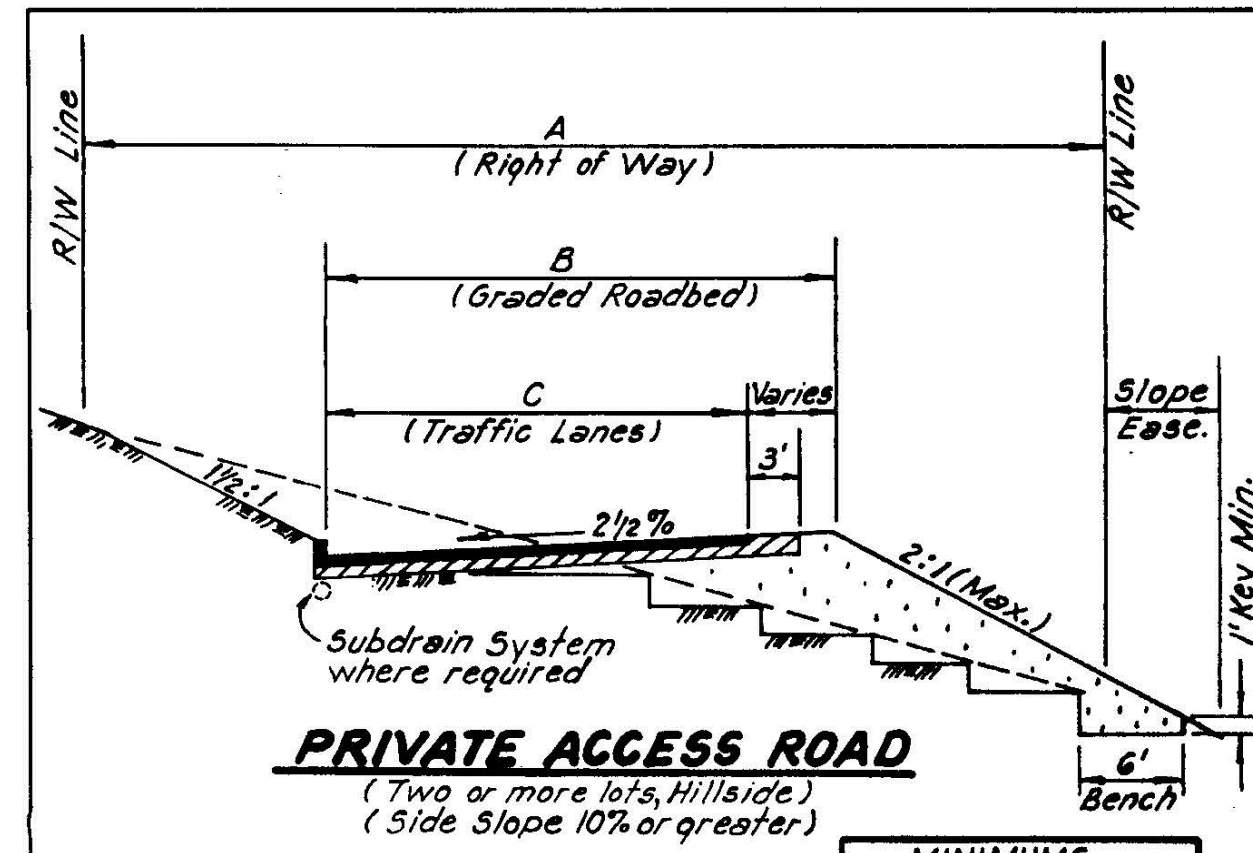 R/W Line
A
(Right of Way)
R/W Line
B
(Graded Roadbed)
C
(Traffic Lanes)
Varies
Slope
Ease.
3'
1½:1
2½%
2:1 (Max.)
1' Key Min.
Subdrain System
where required
6'
Bench
PRIVATE ACCESS ROAD
(Two or more lots, Hillside)
(Side Slope 10% or greater)
MINIMUMS